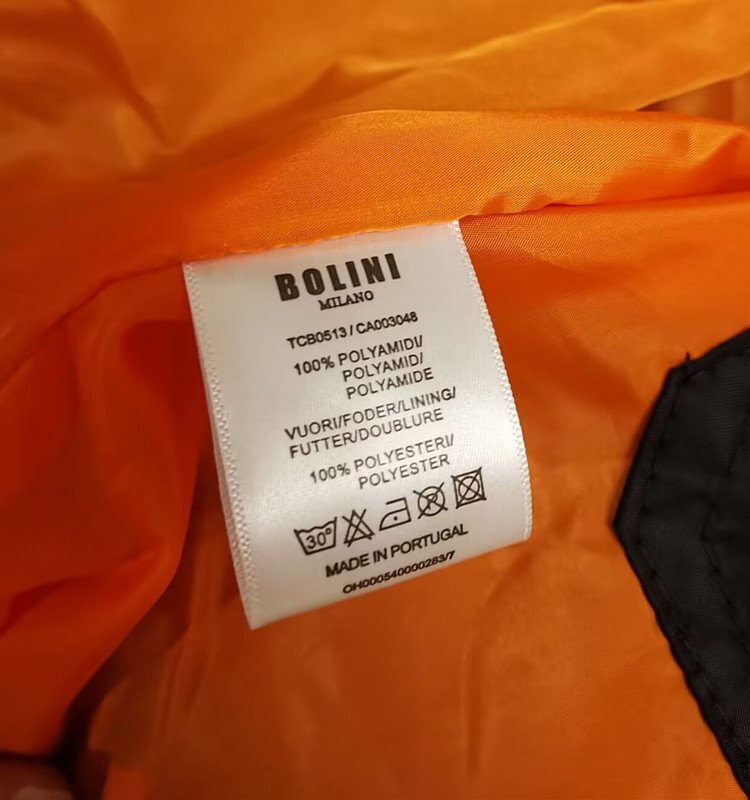 BOLINI
MILANO
TCB0513 / CA003048
100% POLYAMIDI/
POLYAMID/
POLYAMIDE
VUORI/FODER/LINING/
FUTTER/DOUBLURE
100% POLYESTERI/
POLYESTER
30°
MADE IN PORTUGAL
OH000540000283/7